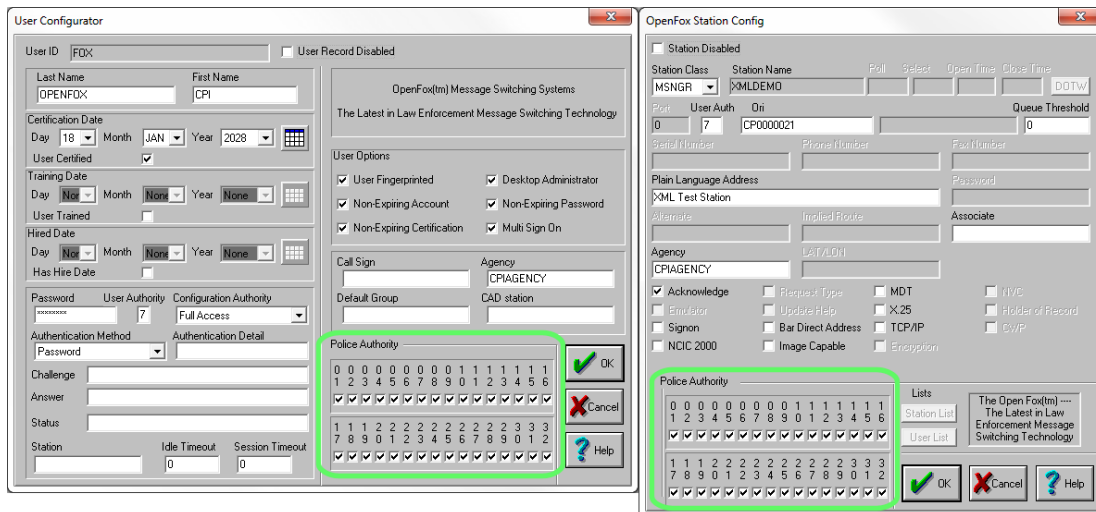 User Configurator
User ID FOX User Record Disabled
Last Name First Name
OPENFOX CPI
Certification Date
Day 18 Month JAN Year 2028
User Certified
Training Date
Day Nor Month None Year None
User Trained
Hired Date
Day Nor Month None Year None
Has Hire Date
Password User Authority Configuration Authority
xxxxxxxx 7 Full Access
Authentication Method Authentication Detail
Password
Challenge
Answer
Status
Station Idle Timeout Session Timeout
0 0
OpenFox(tm) Message Switching Systems
The Latest in Law Enforcement Message Switching Technology
User Options
User Fingerprinted Desktop Administrator
Non-Expiring Account Non-Expiring Password
Non-Expiring Certification Multi Sign On
Call Sign Agency
CPIAGENCY
Default Group CAD station
Police Authority
0 0 0 0 0 0 0 0 0 1 1 1 1 1 1 1
1 2 3 4 5 6 7 8 9 0 1 2 3 4 5 6
1 1 1 2 2 2 2 2 2 2 2 2 2 3 3 3
7 8 9 0 1 2 3 4 5 6 7 8 9 0 1 2
OK
Cancel
Help
OpenFox Station Config
Station Disabled
Station Class Station Name Poll Select Open Time Close Time
MSNGR XMLDEMO DOTW
Port User Auth Ori Queue Threshold
0 7 CP0000021 0
Serial Number Phone Number Fax Number
Plain Language Address Password
XML Test Station
Alternate Implied Route Associate
Agency LAT/LON
CPIAGENCY
Acknowledge Request Type MDT NVC
Emulator Update Help X.25 Holder of Record
Signon Bar Direct Address TCP/IP CWP
NCIC 2000 Image Capable Encryption
Police Authority
0 0 0 0 0 0 0 0 0 1 1 1 1 1 1 1
1 2 3 4 5 6 7 8 9 0 1 2 3 4 5 6
1 1 1 2 2 2 2 2 2 2 2 2 2 3 3 3
7 8 9 0 1 2 3 4 5 6 7 8 9 0 1 2
Lists
Station List
User List
The Open Fox(tm) ----
The Latest in Law
Enforcement Message
Switching Technology
OK Cancel Help